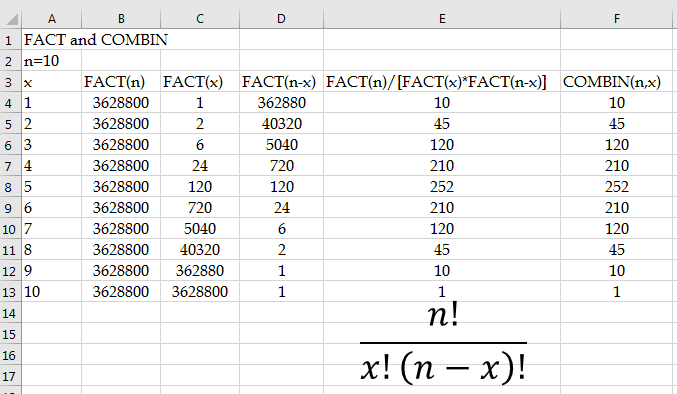 A B C D E F
1 FACT and COMBIN
2 n=10
3 x FACT(n) FACT(x) FACT(n-x) FACT(n)/[FACT(x)*FACT(n-x)] COMBIN(n,x)
4 1 3628800 1 362880 10 10
5 2 3628800 2 40320 45 45
6 3 3628800 6 5040 120 120
7 4 3628800 24 720 210 210
8 5 3628800 120 120 252 252
9 6 3628800 720 24 210 210
10 7 3628800 5040 6 120 120
11 8 3628800 40320 2 45 45
12 9 3628800 362880 1 10 10
13 10 3628800 3628800 1 1 1
14 n!
15
16
17 x! (n − x)!